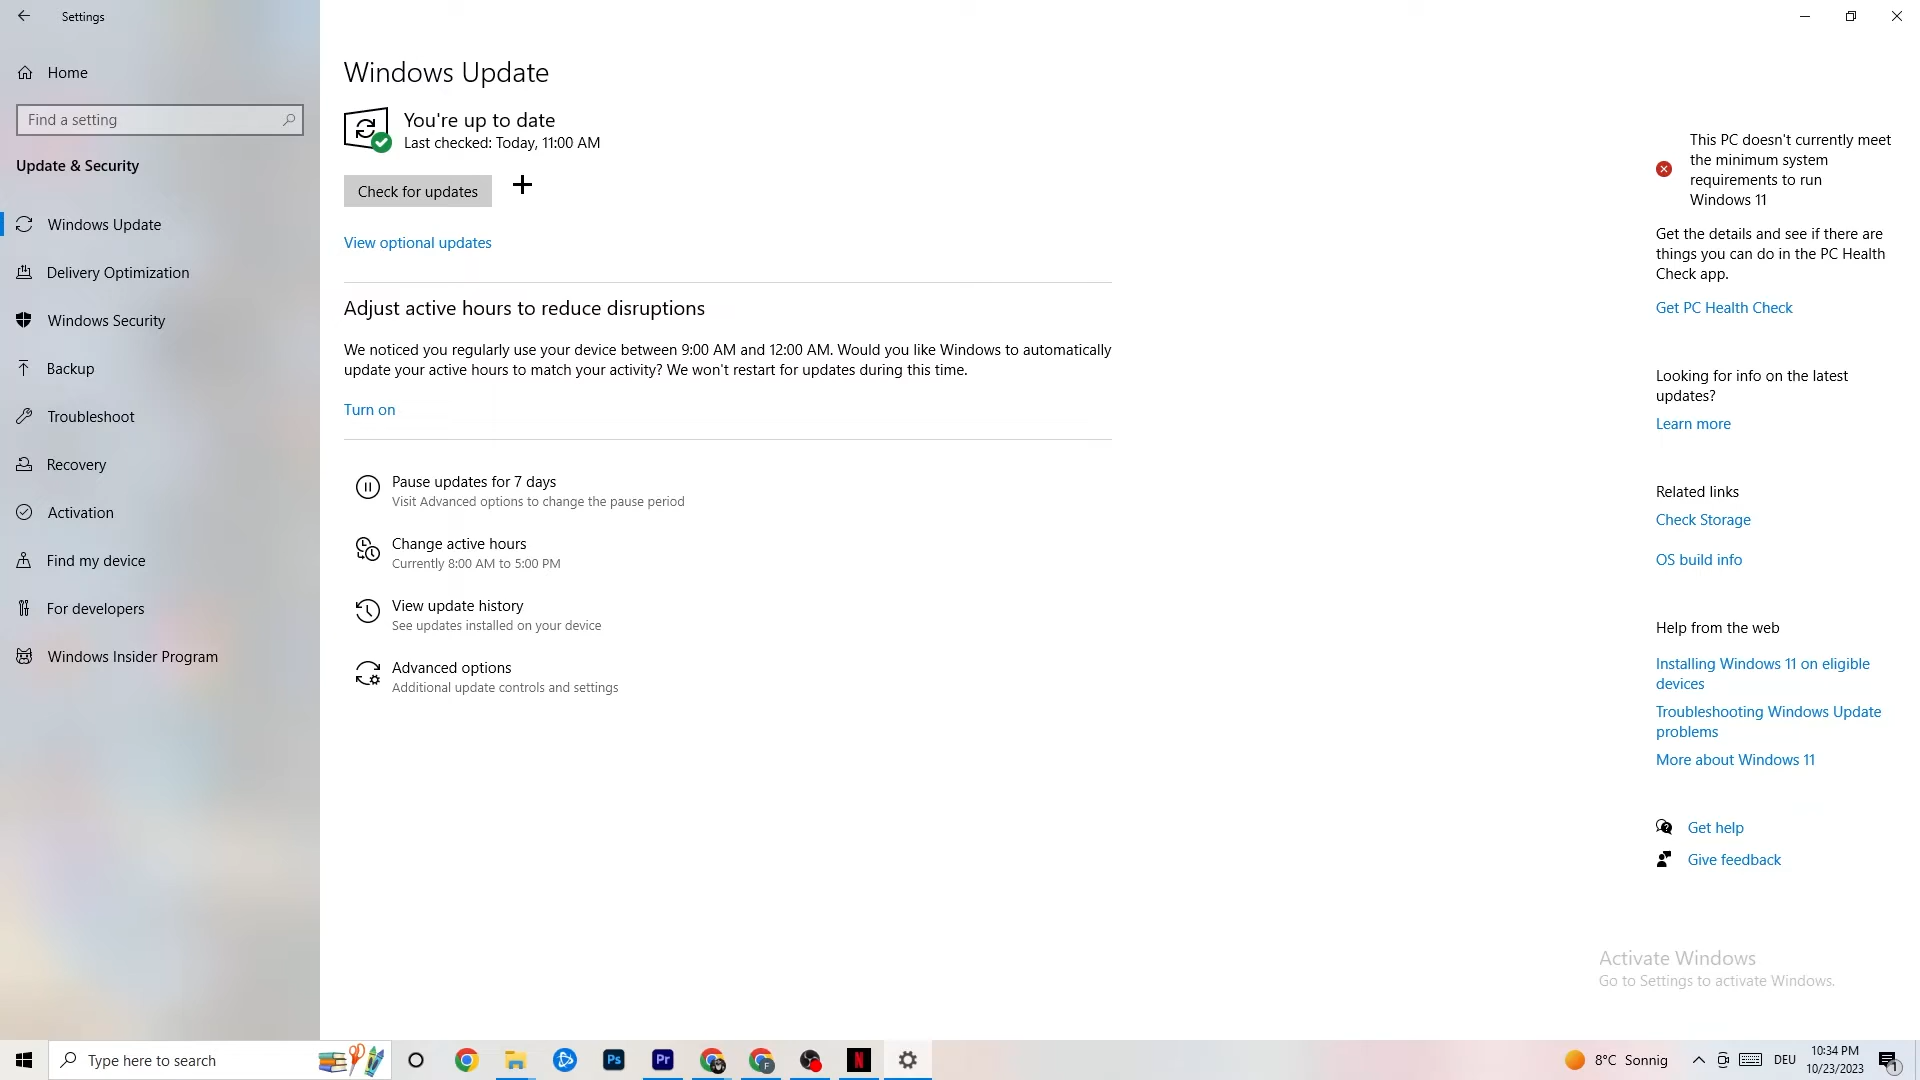 Settings
Home
Find a setting
Update & Security
Windows Update
Delivery Optimization
Windows Security
Backup
Troubleshoot
Recovery
Activation
Find my device
For developers
Windows Insider Program
Windows Update
You're up to date
Last checked: Today, 11:00 AM
Check for updates
View optional updates
Adjust active hours to reduce disruptions
We noticed you regularly use your device between 9:00 AM and 12:00 AM. Would you like Windows to automatically
update your active hours to match your activity? We won't restart for updates during this time.
Turn on
Pause updates for 7 days
Visit Advanced options to change the pause period
Change active hours
Currently 8:00 AM to 5:00 PM
View update history
See updates installed on your device
Advanced options
Additional update controls and settings
This PC doesn't currently meet
the minimum system
requirements to run
Windows 11
Get the details and see if there are
things you can do in the PC Health
Check app.
Get PC Health Check
Looking for info on the latest
updates?
Learn more
Related links
Check Storage
OS build info
Help from the web
Installing Windows 11 on eligible
devices
Troubleshooting Windows Update
problems
More about Windows 11
Get help
Give feedback
Activate Windows
Go to Settings to activate Windows.
Type here to search
Ps
Pr
F
N
8°C Sonnig
DEU
10:34 PM
10/23/2023
1